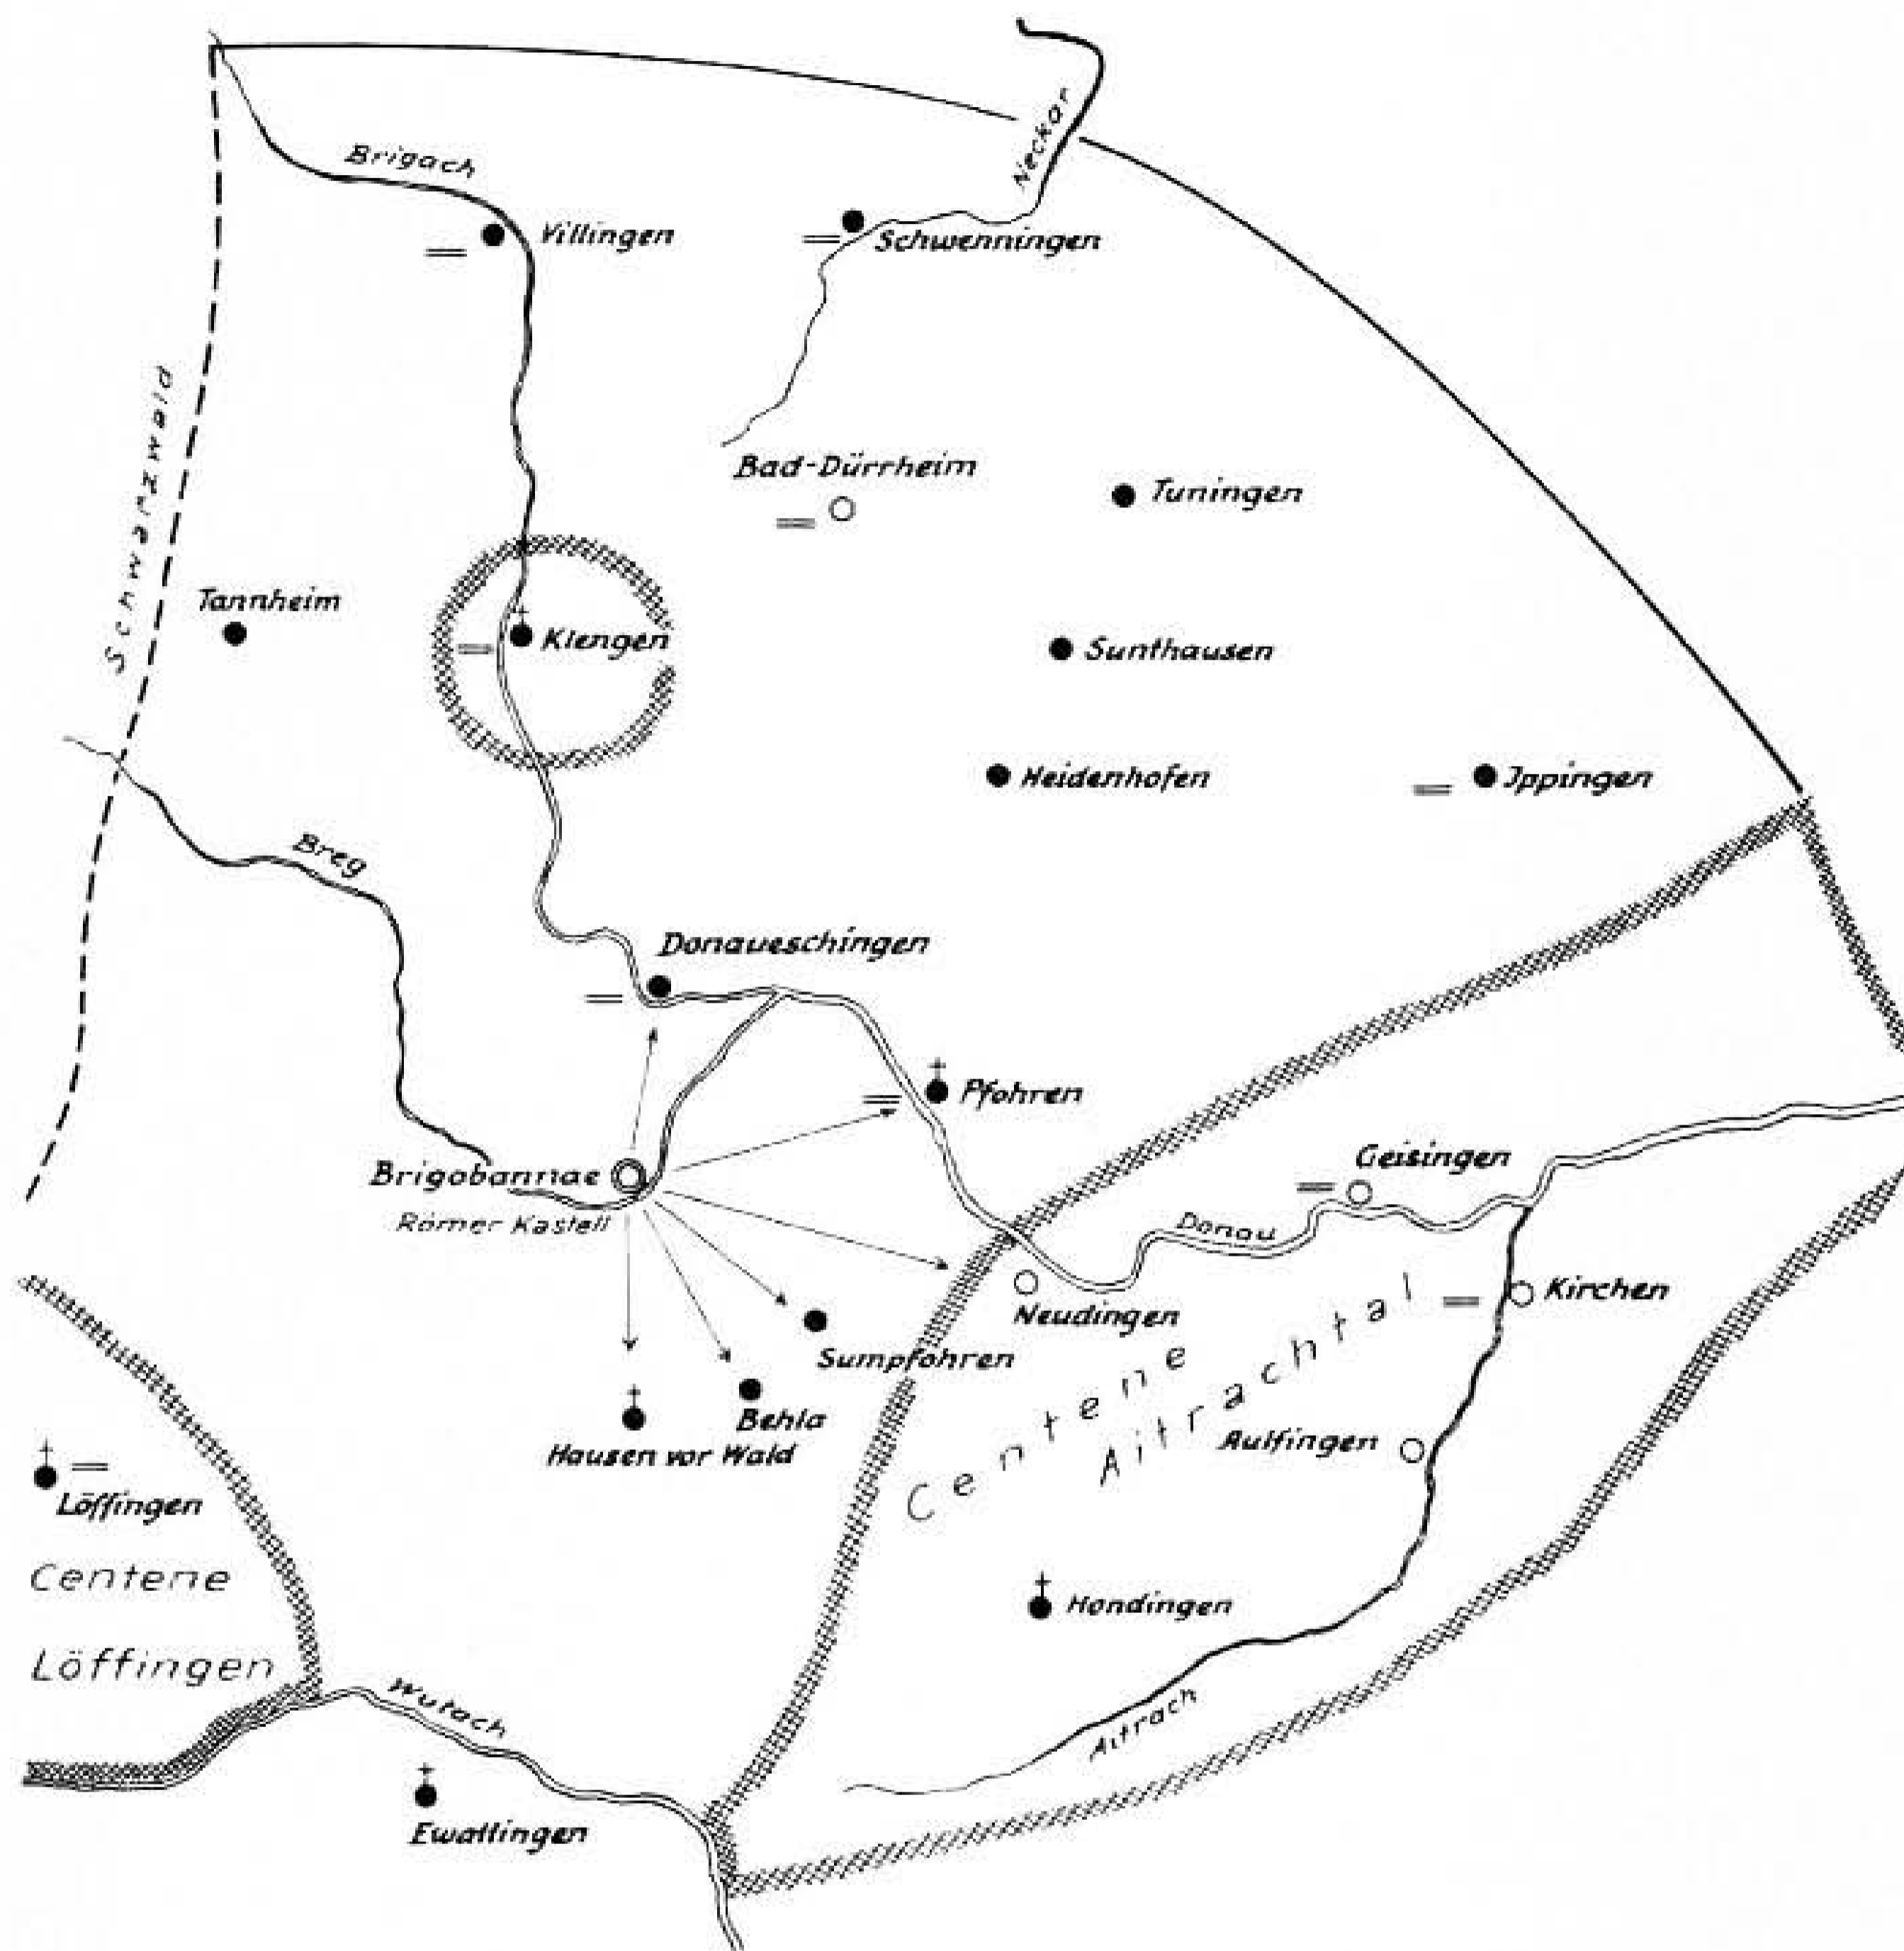 Neckar
Brigach
Villingen
Schwenningen
Schwarzwald
Bad-Dürrheim
Tuningen
Tannheim
Klengen
Sunthausen
Heidenhofen
Jppingen
Breg
Donaueschingen
Pfohren
Brigobannae
Römer Kastell
Geisingen
Donau
Kirchen
Neudingen
Sumpfohren
Centene
Aitrachtal
Behla
Hausen vor Wald
Aulfingen
Löffingen
Centene
Löffingen
Hondingen
Wutach
Aitrach
Ewattingen